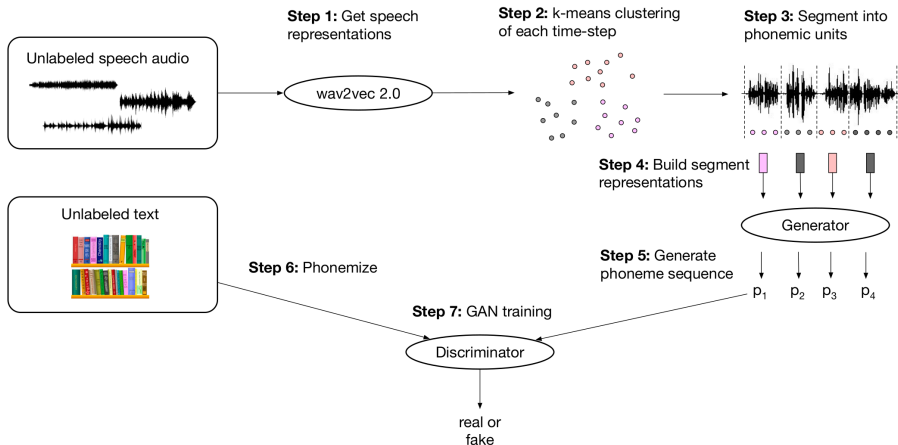 Step 1: Get speech
representations
Step 2: k-means clustering
of each time-step
Step 3: Segment into
phonemic units
Unlabeled speech audio
wav2vec 2.0
Step 4: Build segment
representations
Unlabeled text
Generator
Step 5: Generate
phoneme sequence
Step 6: Phonemize
p₁ p₂ p₃ p₄
Step 7: GAN training
Discriminator
real or
fake